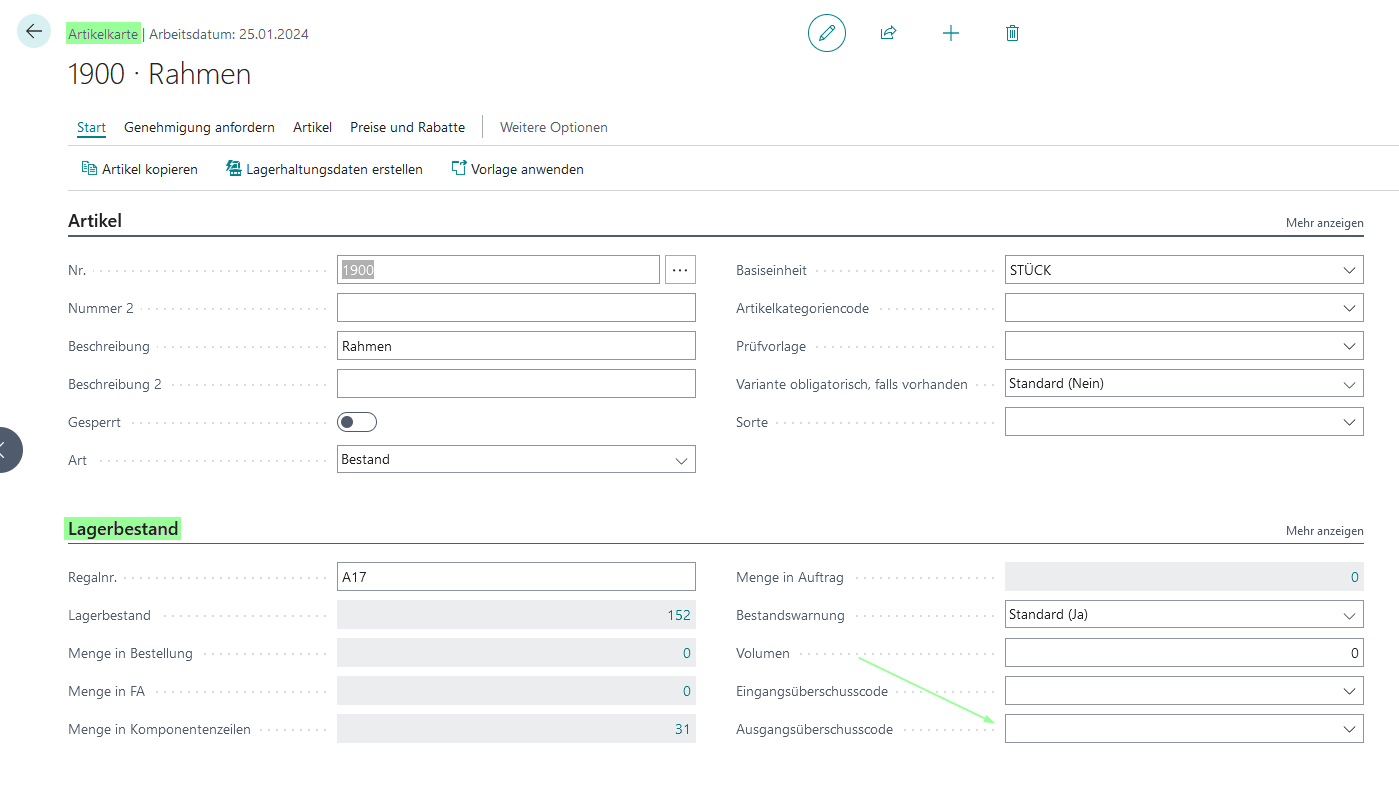 Artikelkarte | Arbeitsdatum: 25.01.2024
1900 · Rahmen
Start Genehmigung anfordern Artikel Preise und Rabatte Weitere Optionen
Artikel kopieren Lagerhaltungsdaten erstellen Vorlage anwenden
Artikel Mehr anzeigen
Nr. 1900 ... Basiseinheit STÜCK
Nummer 2 Artikelkategoriencode
Beschreibung Rahmen Prüfvorlage
Beschreibung 2 Variante obligatorisch, falls vorhanden Standard (Nein)
Gesperrt Sorte
Art Bestand
Lagerbestand Mehr anzeigen
Regalnr. A17 Menge in Auftrag 0
Lagerbestand 152 Bestandswarnung Standard (Ja)
Menge in Bestellung 0 Volumen 0
Menge in FA 0 Eingangsüberschusscode
Menge in Komponentenzeilen 31 Ausgangsüberschusscode